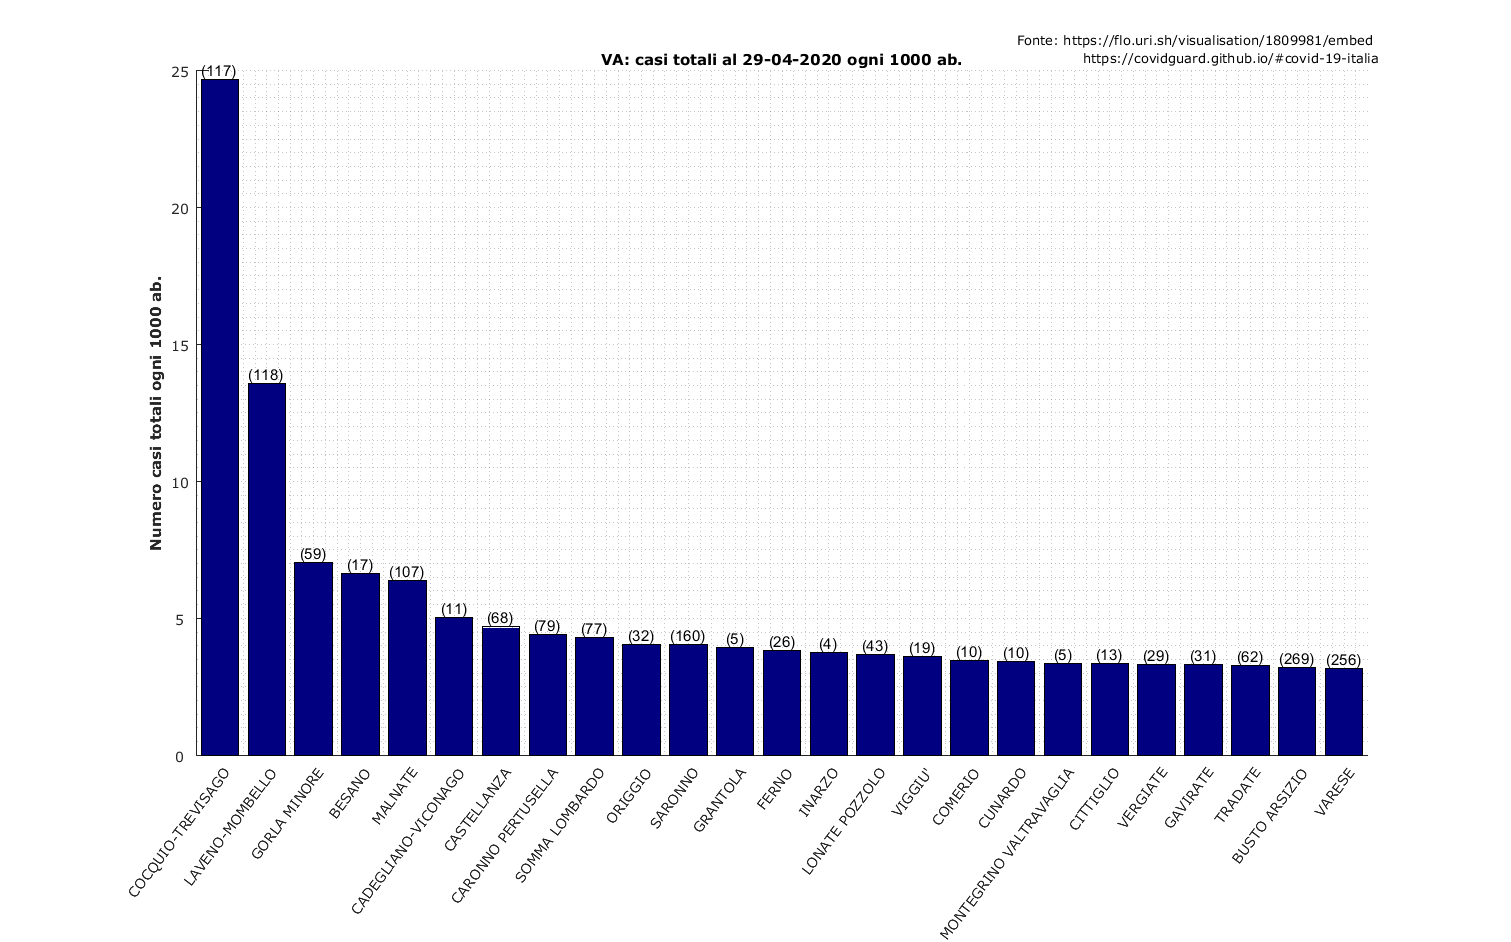 Fonte: https://flo.uri.sh/visualisation/1809981/embed
https://covidguard.github.io/#covid-19-italia
VA: casi totali al 29-04-2020 ogni 1000 ab.
Numero casi totali ogni 1000 ab.
25
20
15
10
5
0
(117)
(118)
(59)
(17)
(107)
(11)
(68)
(79)
(77)
(32)
(160)
(5)
(26)
(4)
(43)
(19)
(10)
(10)
(5)
(13)
(29)
(31)
(62)
(269)
(256)
COCQUIO-TREVISAGO
LAVENO-MOMBELLO
GORLA MINORE
BESANO
MALNATE
CADEGLIANO-VICONAGO
CASTELLANZA
CARONNO PERTUSELLA
SOMMA LOMBARDO
ORIGGIO
SARONNO
GRANTOLA
FERNO
INARZO
LONATE POZZOLO
VIGGIU'
COMERIO
CUNARDO
MONTEGRINO VALTRAVAGLIA
CITTIGLIO
VERGIATE
GAVIRATE
TRADATE
BUSTO ARSIZIO
VARESE